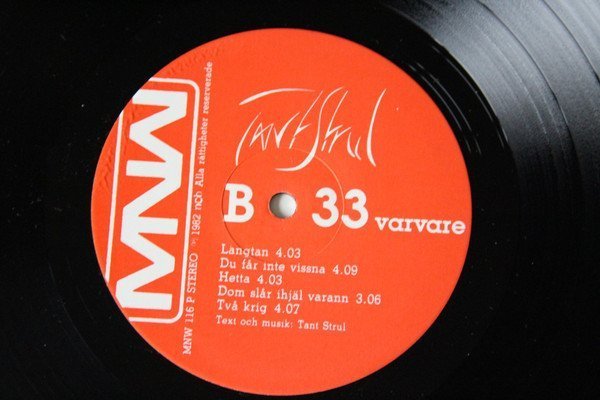 Tant Strul
MNW
B 33 varvare
Längtan 4.03
Du får inte vissna 4.09
Hetta 4.03
Dom slår ihjäl varann 3.06
Två krig 4.07
Text och musik: Tant Strul
MNW 116 P STEREO ℗ 1982 ncb Alla rättigheter reserverade